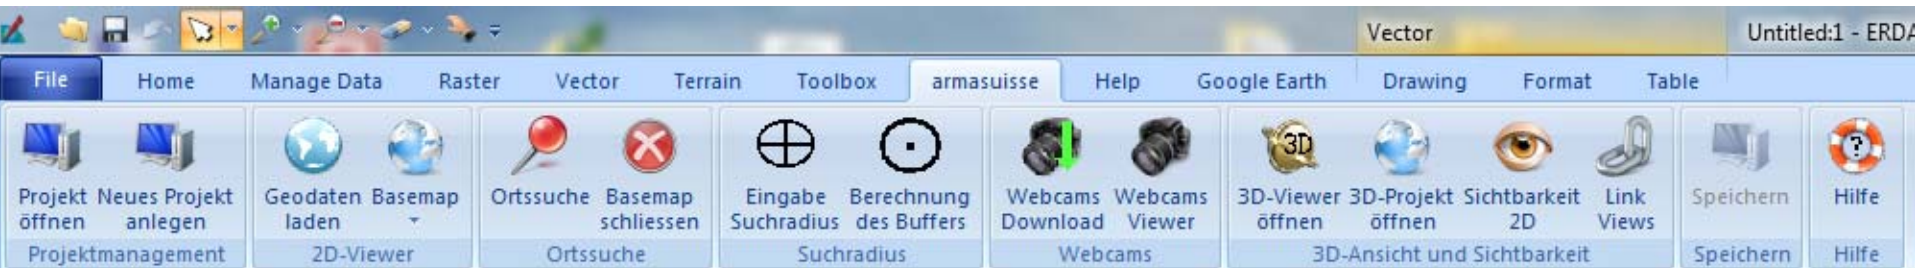 Vector Untitled:1 - ERDA
File Home Manage Data Raster Vector Terrain Toolbox armasuisse Help Google Earth Drawing Format Table
3D
?
Projekt Neues Projekt Geodaten Basemap Ortssuche Basemap Eingabe Berechnung Webcams Webcams 3D-Viewer 3D-Projekt Sichtbarkeit Link Speichern Hilfe
öffnen anlegen laden schliessen Suchradius des Buffers Download Viewer öffnen öffnen 2D Views
Projektmanagement 2D-Viewer Ortssuche Suchradius Webcams 3D-Ansicht und Sichtbarkeit Speichern Hilfe